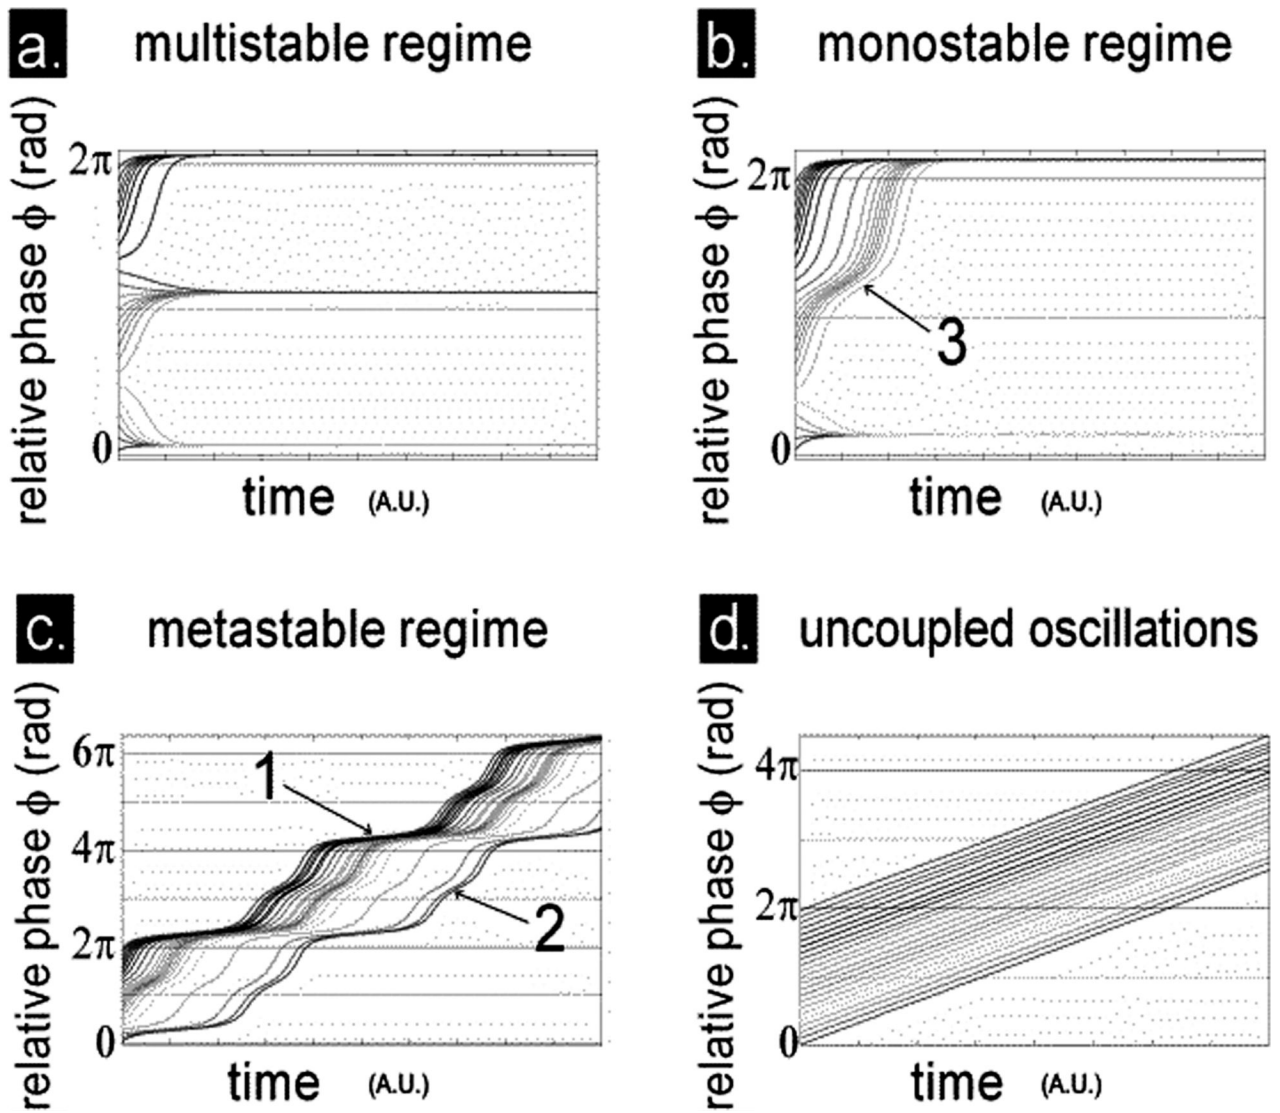 a. multistable regime
relative phase ϕ (rad)
2π
0
time (A.U.)
b. monostable regime
relative phase ϕ (rad)
2π
3
0
time (A.U.)
c. metastable regime
relative phase ϕ (rad)
6π
1
4π
2
2π
0
time (A.U.)
d. uncoupled oscillations
relative phase ϕ (rad)
4π
2π
0
time (A.U.)